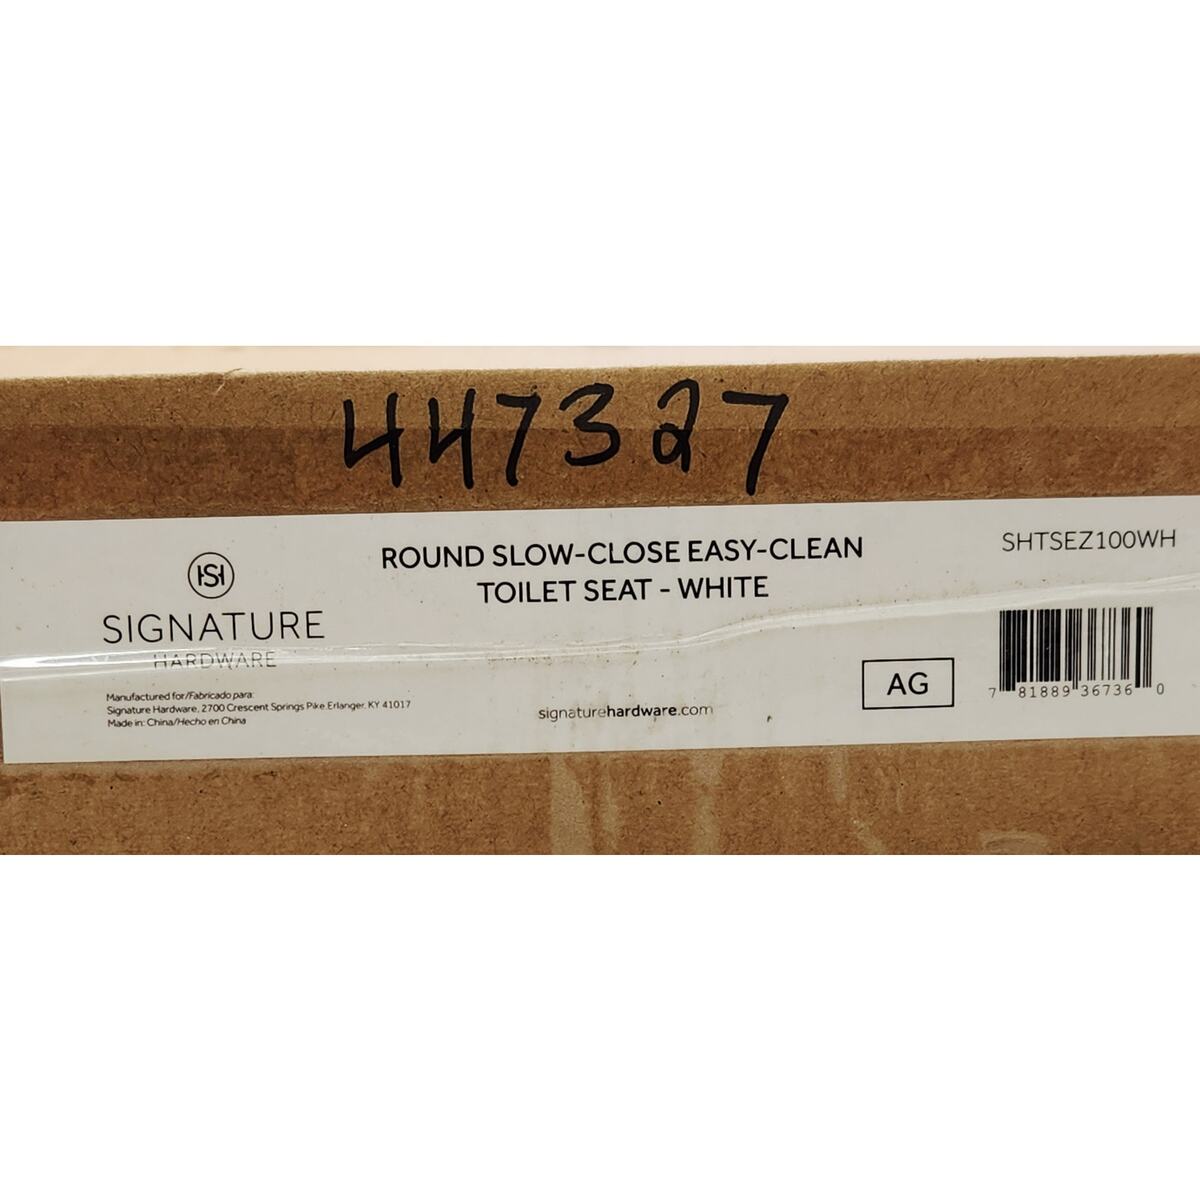 447327
ROUND SLOW-CLOSE EASY-CLEAN
TOILET SEAT - WHITE
SHTSEZ100WH
SIGNATURE
HARDWARE
Manufactured for/Fabricado para:
Signature Hardware, 2700 Crescent Springs Pike Erlanger, KY 41017
Made in: China/Hecho en China
signaturehardware.com
AG
7 81889 36736 0